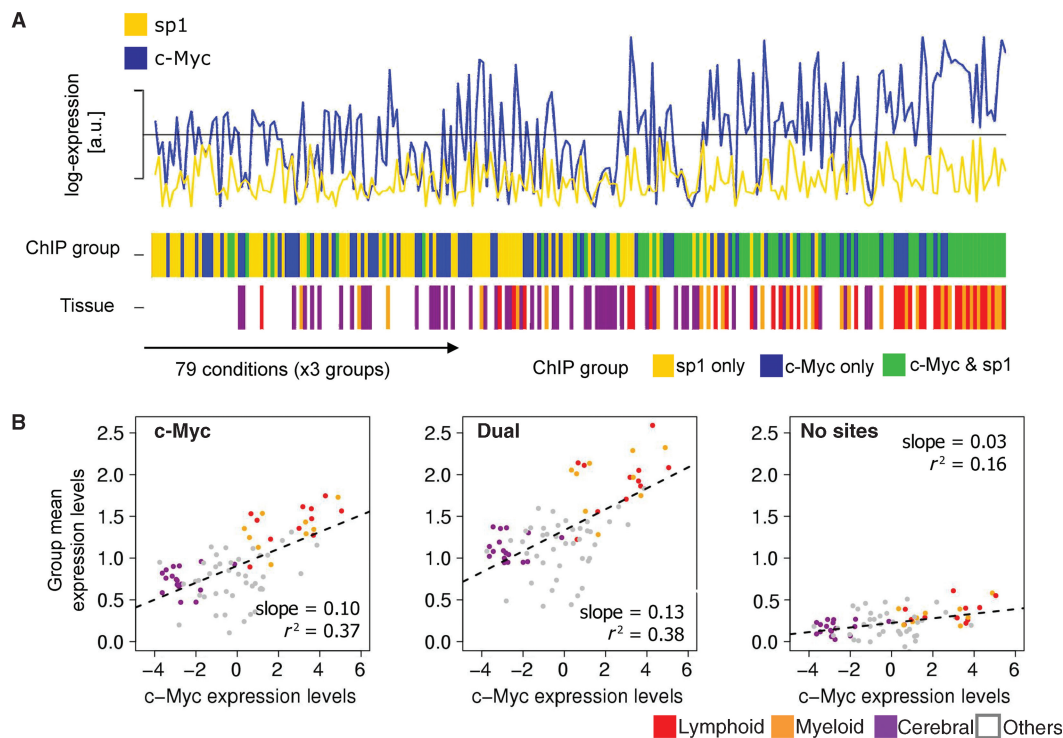 A
sp1
c-Myc
log-expression
[a.u.]
ChIP group
Tissue
79 conditions (x3 groups)
ChIP group
sp1 only
c-Myc only
c-Myc & sp1
B
c-Myc
Dual
No sites
Group mean
expression levels
2.5
2.0
1.5
1.0
0.5
0.0
slope = 0.10
r² = 0.37
−4
−2
0
2
4
6
c−Myc expression levels
2.5
2.0
1.5
1.0
0.5
0.0
slope = 0.13
r² = 0.38
−4
−2
0
2
4
6
c−Myc expression levels
2.5
2.0
1.5
1.0
0.5
0.0
slope = 0.03
r² = 0.16
−4
−2
0
2
4
6
c−Myc expression levels
Lymphoid
Myeloid
Cerebral
Others